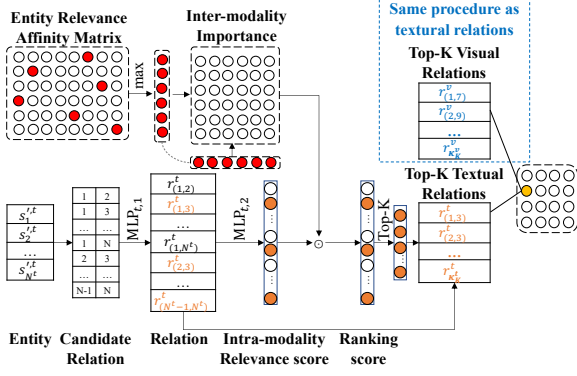 Entity Relevance
Affinity Matrix
Inter-modality
Importance
Same procedure as
textural relations
Top-K Visual
Relations
max
r^v_{(1,7)}
r^v_{(2,9)}
...
r^v_{κ^v_K}
Top-K Textual
Relations
s_1^{′,t}
s_2^{′,t}
...
s_{N^t}^{′,t}
1 2
1 3
... ...
1 N
2 3
... ...
... ...
N-1 N
MLP_{t,1}
r^t_{(1,2)}
r^t_{(1,3)}
...
r^t_{(1,N^t)}
r^t_{(2,3)}
...
r^t_{(N^t−1,N^t)}
MLP_{t,2}
⊙
Top-K
r^t_{(1,3)}
r^t_{(2,3)}
...
r^t_{κ^t_K}
Entity
Candidate
Relation
Relation
Intra-modality
Relevance score
Ranking
score